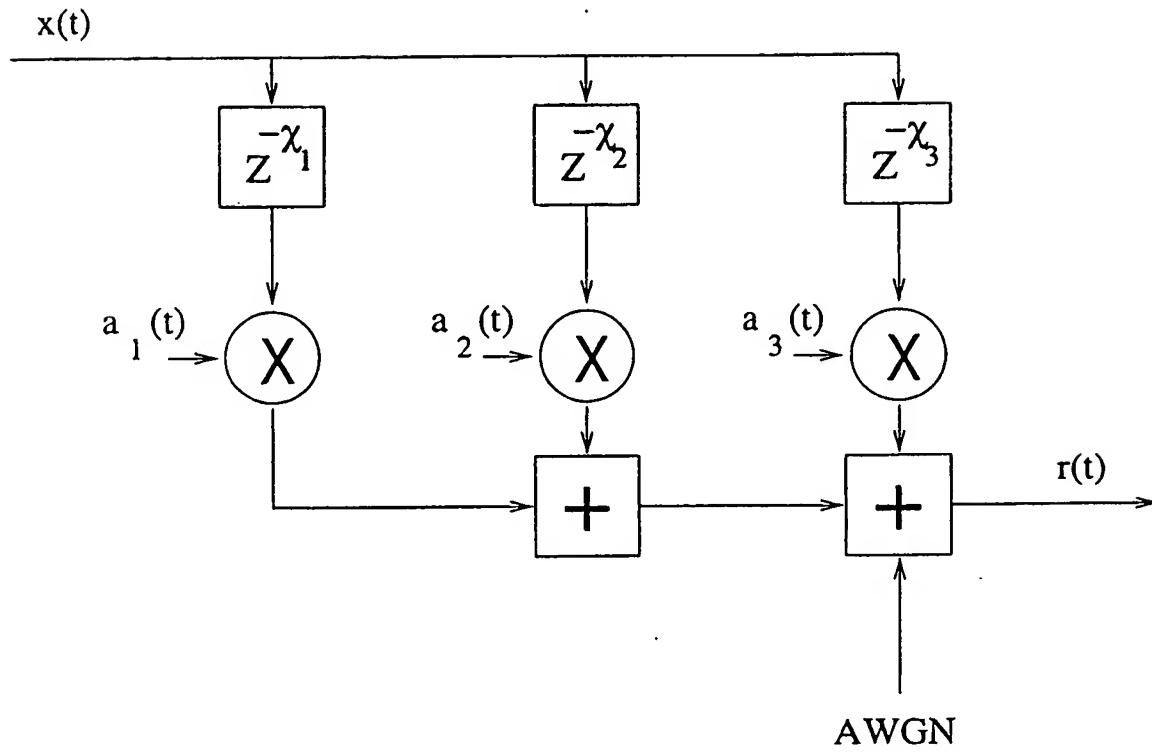 x(t)
Z^{-χ_1}
Z^{-χ_2}
Z^{-χ_3}
a_1(t)
X
a_2(t)
X
a_3(t)
X
+
+
r(t)
AWGN